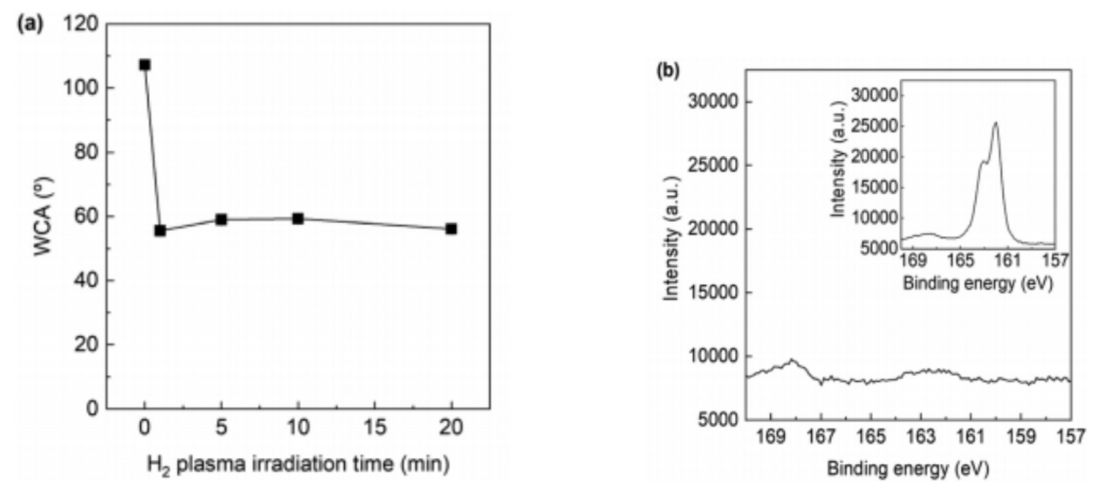 (a)
120
100
80
60
40
20
0
WCA (º)
0 5 10 15 20
H₂ plasma irradiation time (min)
(b)
30000
25000
20000
15000
10000
5000
Intensity (a.u.)
169 167 165 163 161 159 157
Binding energy (eV)
30000
25000
20000
15000
10000
5000
Intensity (a.u.)
169 165 161 157
Binding energy (eV)